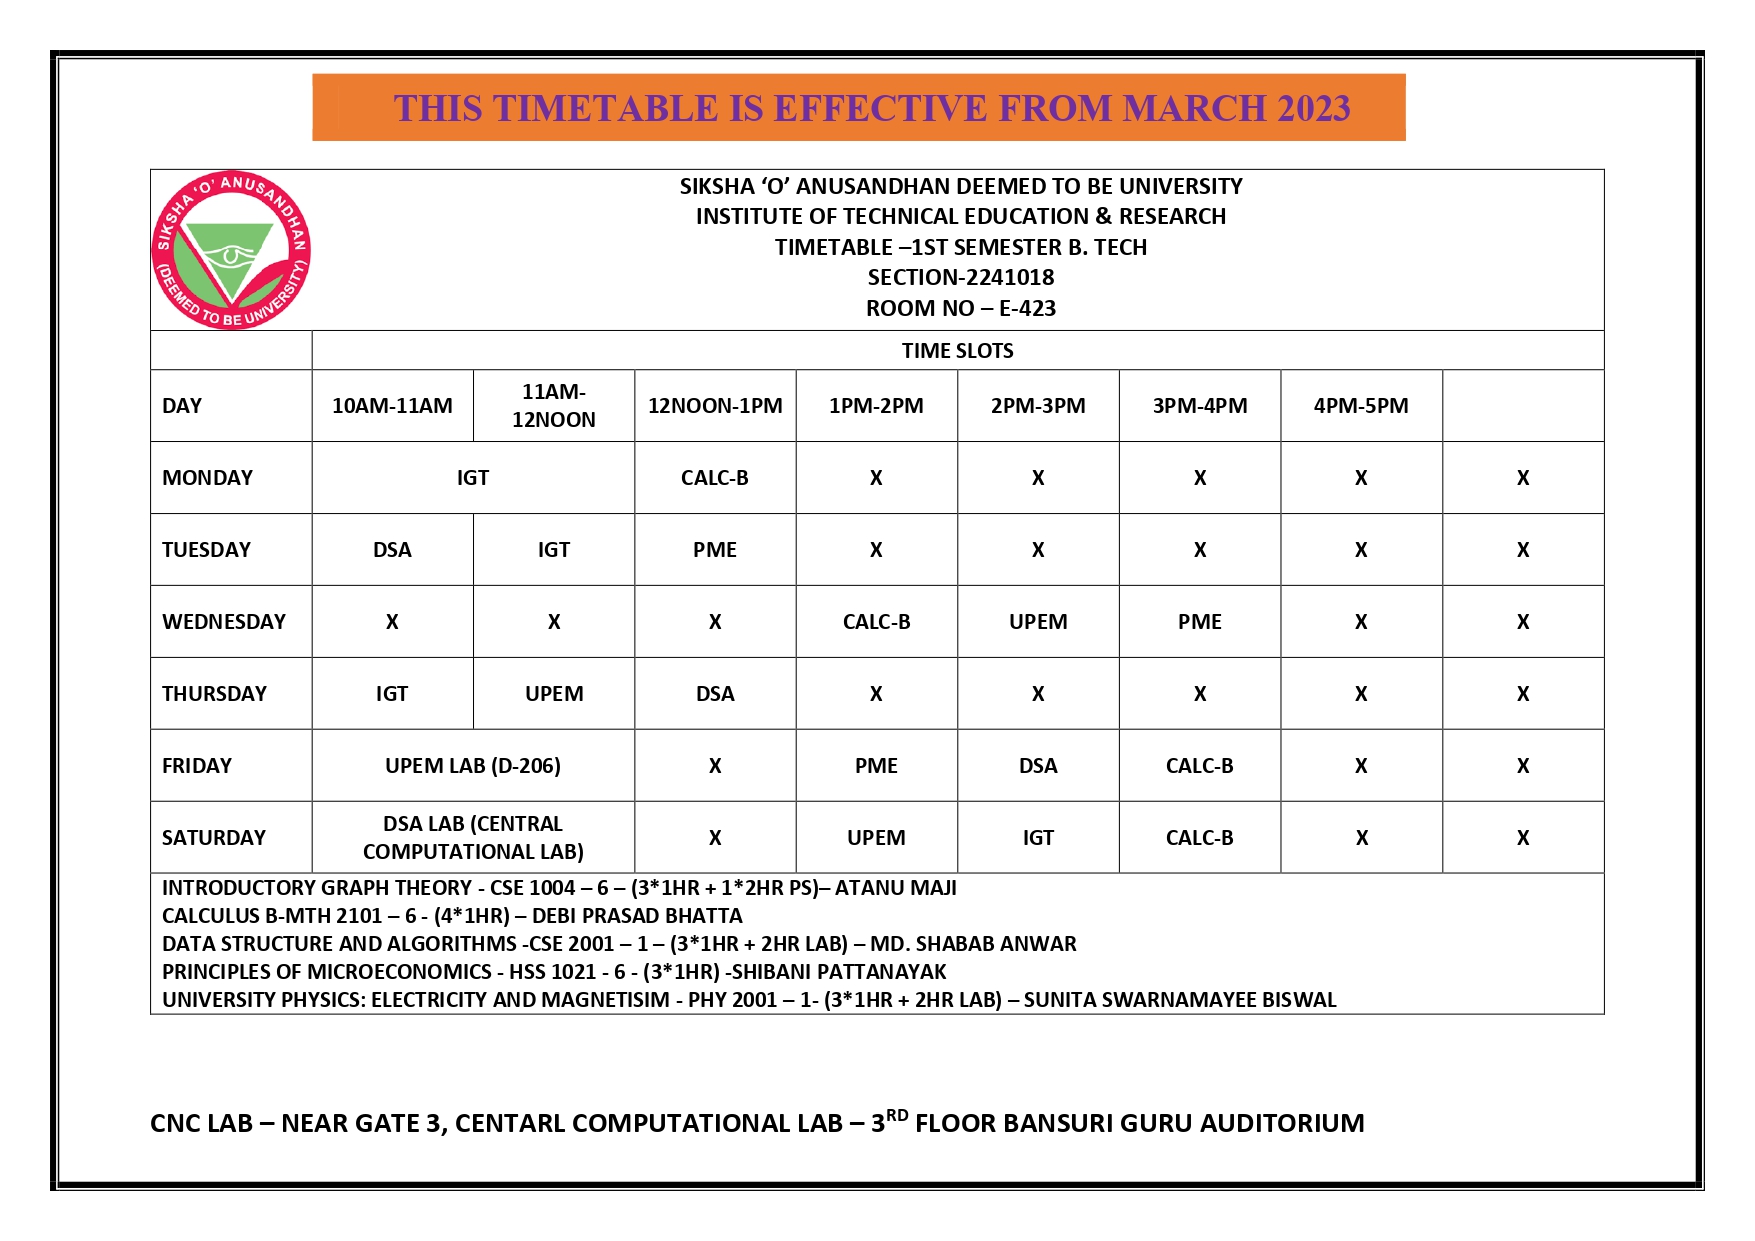 THIS TIMETABLE IS EFFECTIVE FROM MARCH 2023
SIKSHA 'O' ANUSANDHAN
(DEEMED TO BE UNIVERSITY)
SIKSHA ‘O’ ANUSANDHAN DEEMED TO BE UNIVERSITY
INSTITUTE OF TECHNICAL EDUCATION & RESEARCH
TIMETABLE –1ST SEMESTER B. TECH
SECTION-2241018
ROOM NO – E-423
TIME SLOTS
DAY 10AM-11AM 11AM-12NOON 12NOON-1PM 1PM-2PM 2PM-3PM 3PM-4PM 4PM-5PM
MONDAY IGT CALC-B X X X X X
TUESDAY DSA IGT PME X X X X X
WEDNESDAY X X X CALC-B UPEM PME X X
THURSDAY IGT UPEM DSA X X X X X
FRIDAY UPEM LAB (D-206) X PME DSA CALC-B X X
SATURDAY DSA LAB (CENTRAL COMPUTATIONAL LAB) X UPEM IGT CALC-B X X
INTRODUCTORY GRAPH THEORY - CSE 1004 – 6 – (3*1HR + 1*2HR PS)– ATANU MAJI
CALCULUS B-MTH 2101 – 6 - (4*1HR) – DEBI PRASAD BHATTA
DATA STRUCTURE AND ALGORITHMS -CSE 2001 – 1 – (3*1HR + 2HR LAB) – MD. SHABAB ANWAR
PRINCIPLES OF MICROECONOMICS - HSS 1021 - 6 - (3*1HR) -SHIBANI PATTANAYAK
UNIVERSITY PHYSICS: ELECTRICITY AND MAGNETISIM - PHY 2001 – 1- (3*1HR + 2HR LAB) – SUNITA SWARNAMAYEE BISWAL
CNC LAB – NEAR GATE 3, CENTARL COMPUTATIONAL LAB – 3RD FLOOR BANSURI GURU AUDITORIUM